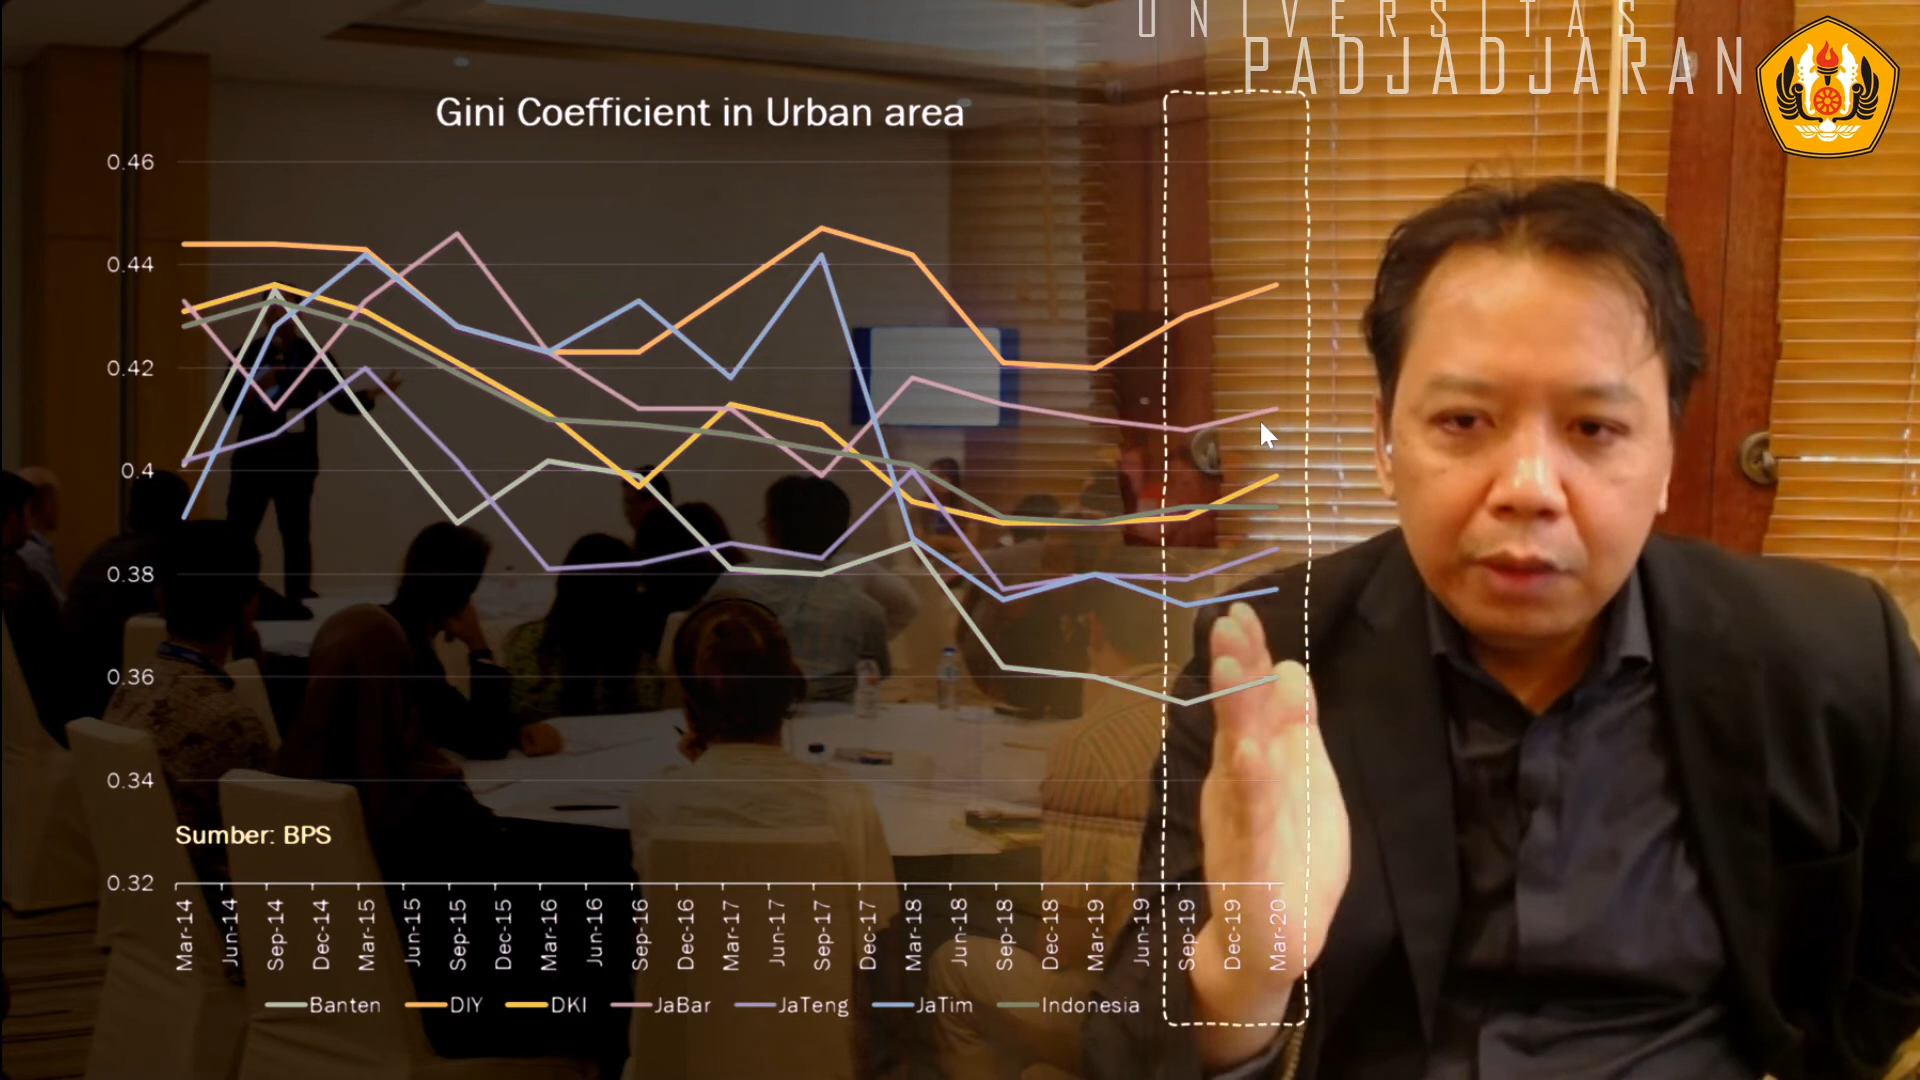 UNIVERSITAS
PADJADJARAN
Gini Coefficient in Urban area
0.46
0.44
0.42
0.4
0.38
0.36
0.34
0.32
Sumber: BPS
Mar-14
Jun-14
Sep-14
Dec-14
Mar-15
Jun-15
Sep-15
Dec-15
Mar-16
Jun-16
Sep-16
Dec-16
Mar-17
Jun-17
Sep-17
Dec-17
Mar-18
Jun-18
Sep-18
Dec-18
Mar-19
Jun-19
Sep-19
Dec-19
Mar-20
Banten DIY DKI JaBar JaTeng JaTim Indonesia